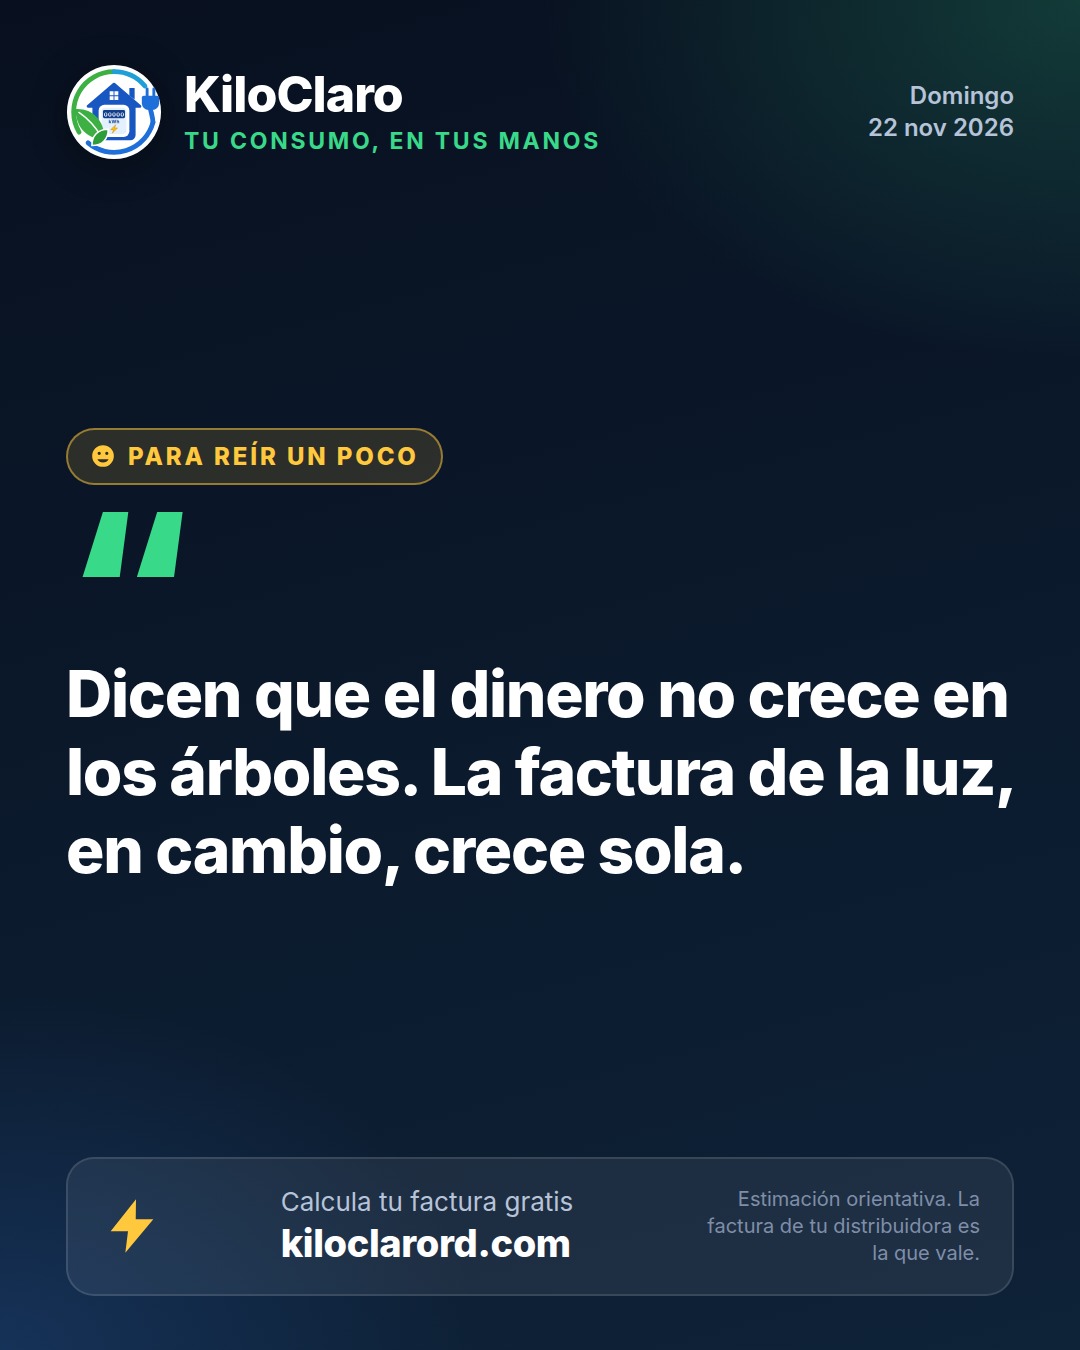 KiloClaro
TU CONSUMO, EN TUS MANOS
Domingo
22 nov 2026
00000
kWh
PARA REÍR UN POCO
"
Dicen que el dinero no crece en
los árboles. La factura de la luz,
en cambio, crece sola.
Calcula tu factura gratis
kiloclarord.com
Estimación orientativa. La
factura de tu distribuidora es
la que vale.